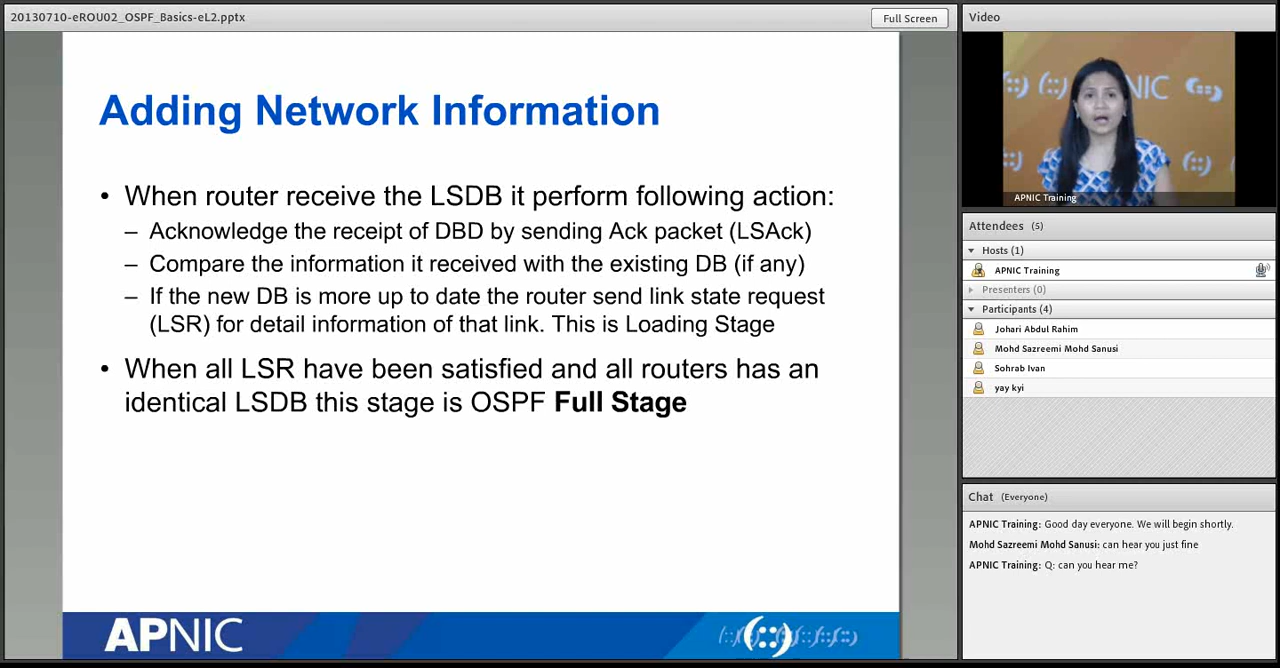 20130710-eROU02_OSPF_Basics-eL2.pptx
Full Screen
Adding Network Information
• When router receive the LSDB it perform following action:
– Acknowledge the receipt of DBD by sending Ack packet (LSAck)
– Compare the information it received with the existing DB (if any)
– If the new DB is more up to date the router send link state request
(LSR) for detail information of that link. This is Loading Stage
• When all LSR have been satisfied and all routers has an
identical LSDB this stage is OSPF Full Stage
APNIC
Video
NIC
APNIC Training
Attendees (5)
Hosts (1)
APNIC Training
Presenters (0)
Participants (4)
Johari Abdul Rahim
Mohd Sazreemi Mohd Sanusi
Sohrab Ivan
yay kyi
Chat (Everyone)
APNIC Training: Good day everyone. We will begin shortly.
Mohd Sazreemi Mohd Sanusi: can hear you just fine
APNIC Training: Q: can you hear me?